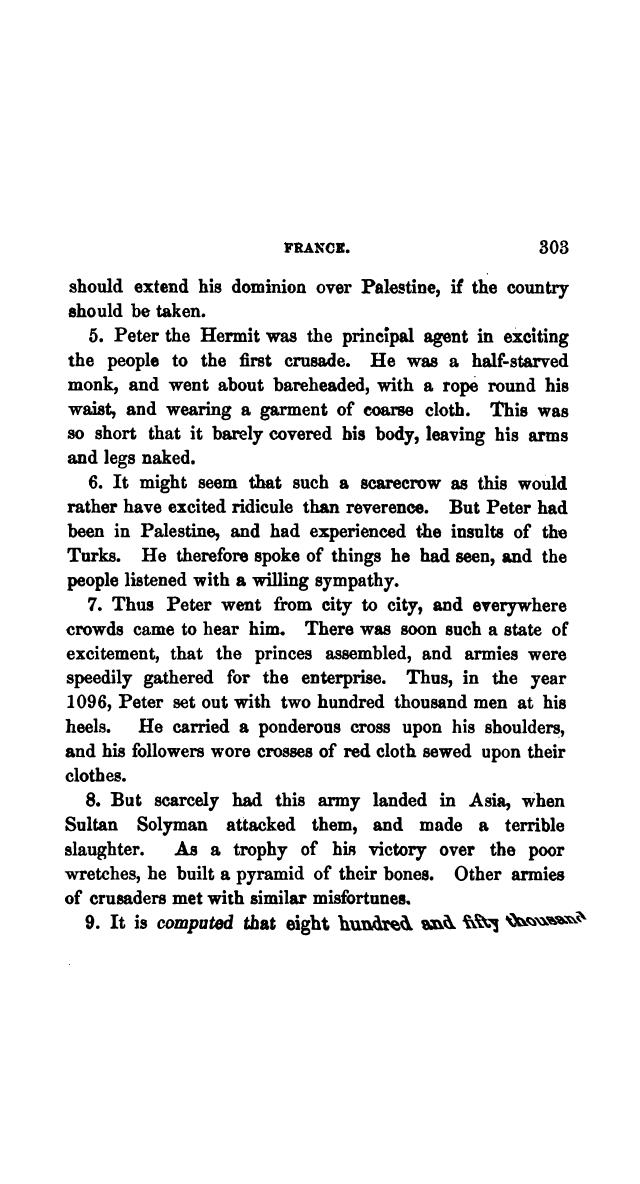 FRANCE. 303
should extend his dominion over Palestine, if the country
should be taken.
5. Peter the Hermit was the principal agent in exciting
the people to the first crusade. He was a half-starved
monk, and went about bareheaded, with a rope round his
waist, and wearing a garment of coarse cloth. This was
so short that it barely covered his body, leaving his arms
and legs naked.
6. It might seem that such a scarecrow as this would
rather have excited ridicule than reverence. But Peter had
been in Palestine, and had experienced the insults of the
Turks. He therefore spoke of things he had seen, and the
people listened with a willing sympathy.
7. Thus Peter went from city to city, and everywhere
crowds came to hear him. There was soon such a state of
excitement, that the princes assembled, and armies were
speedily gathered for the enterprise. Thus, in the year
1096, Peter set out with two hundred thousand men at his
heels. He carried a ponderous cross upon his shoulders,
and his followers wore crosses of red cloth sewed upon their
clothes.
8. But scarcely had this army landed in Asia, when
Sultan Solyman attacked them, and made a terrible
slaughter. As a trophy of his victory over the poor
wretches, he built a pyramid of their bones. Other armies
of crusaders met with similar misfortunes.
9. It is computed that eight hundred and fifty thousand